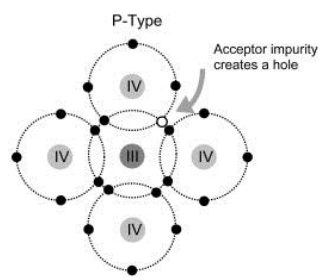 P-Type
Acceptor impurity
creates a hole
IV
IV
III
IV
IV